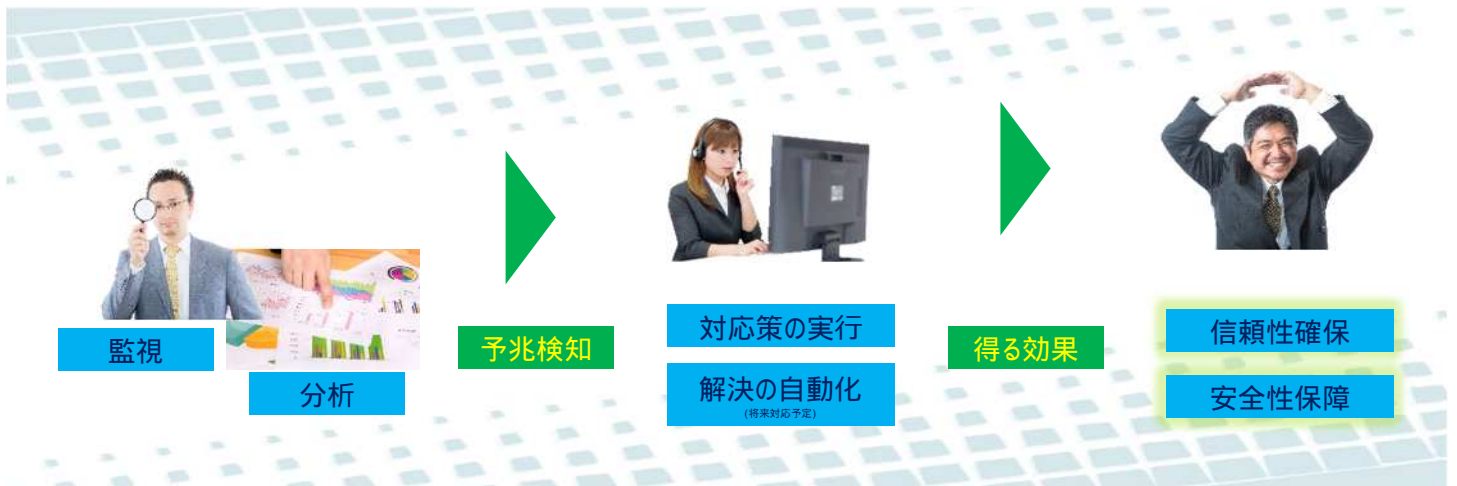 監視
分析
予兆検知
対応策の実行
解決の自動化
(将来対応予定)
得る効果
信頼性確保
安全性保障